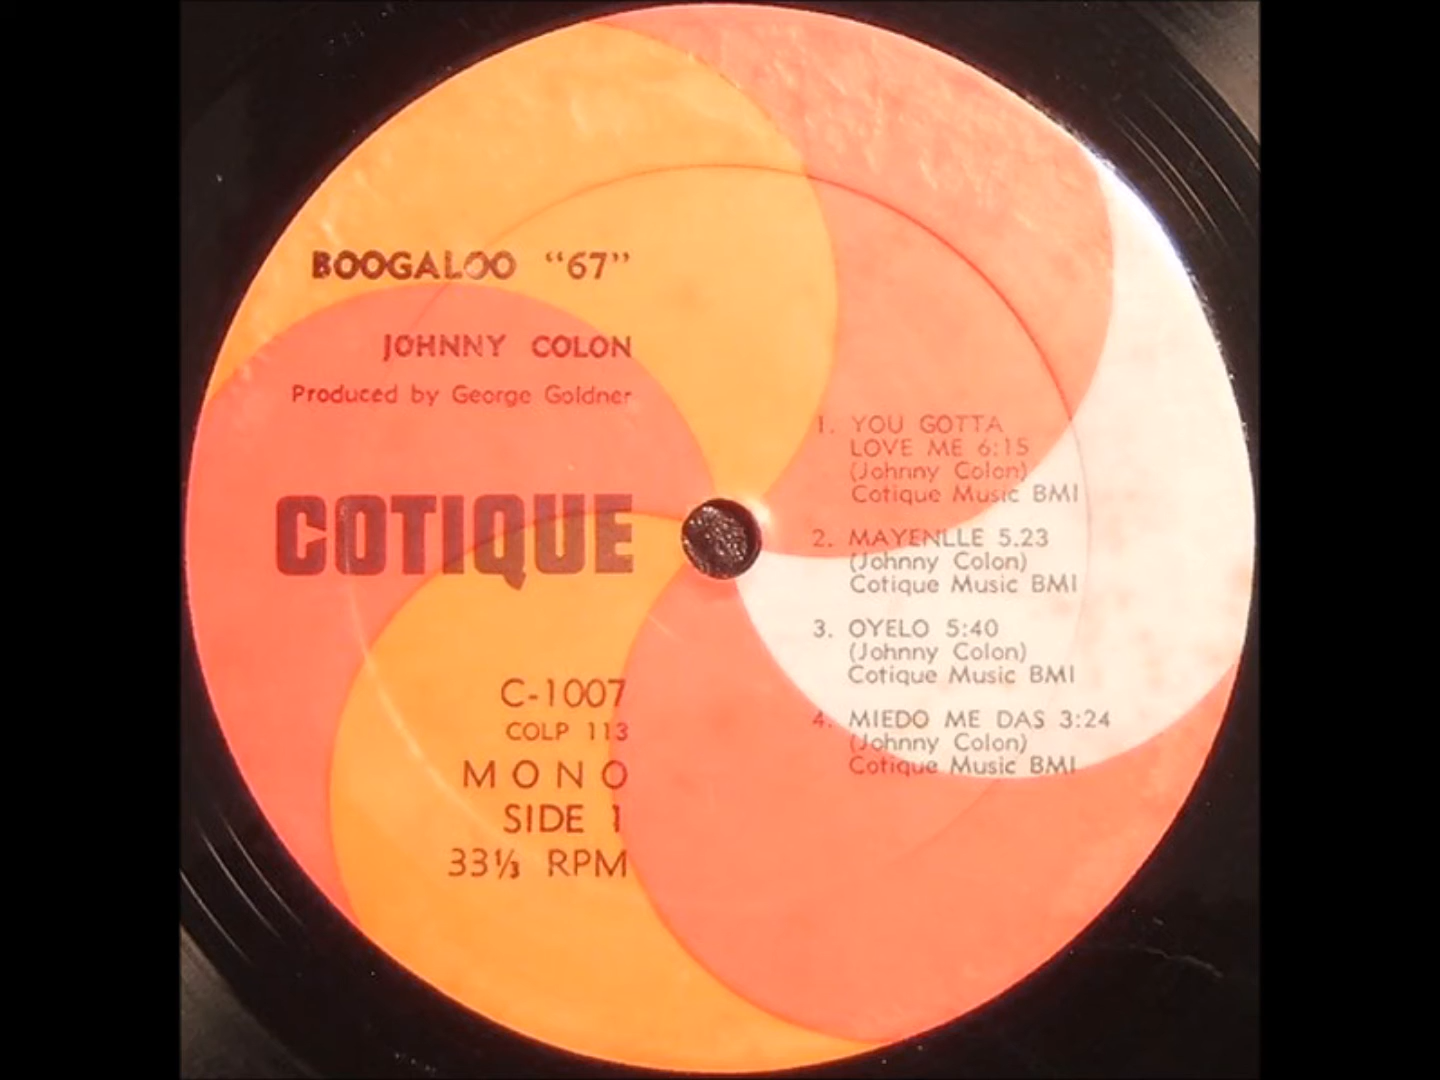 BOOGALOO “67”
JOHNNY COLON
Produced by George Goldner
COTIQUE
C-1007
COLP 113
MONO
SIDE 1
33⅓ RPM
1. YOU GOTTA
LOVE ME 6:15
(Johnny Colon)
Cotique Music BMI
2. MAYENLLE 5.23
(Johnny Colon)
Cotique Music BMI
3. OYELO 5:40
(Johnny Colon)
Cotique Music BMI
4. MIEDO ME DAS 3:24
(Johnny Colon)
Cotique Music BMI